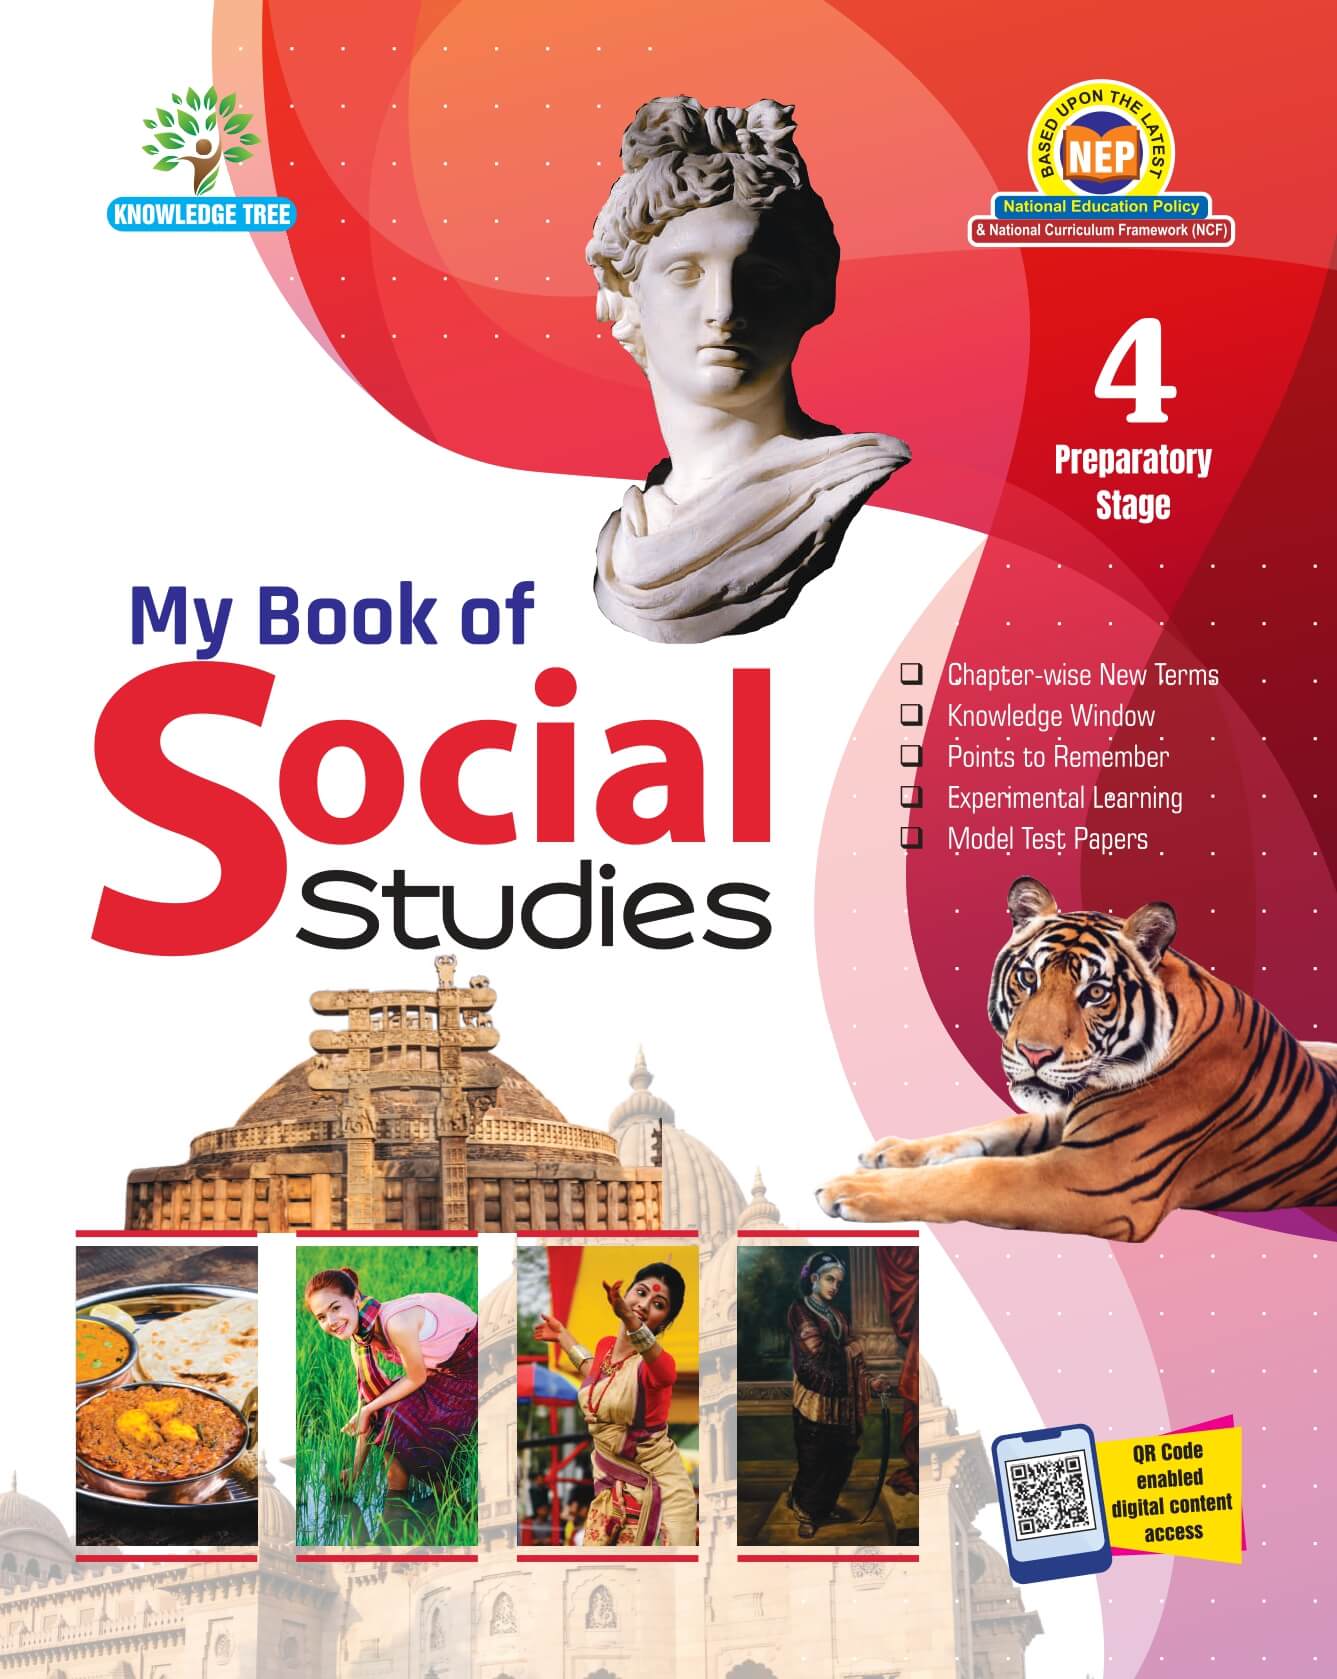 KNOWLEDGE TREE
BASED UPON THE LATEST
NEP
National Education Policy
& National Curriculum Framework (NCF)
4
Preparatory
Stage
My Book of
Social
Studies
❑ Chapter-wise New Terms
❑ Knowledge Window
❑ Points to Remember
❑ Experimental Learning
❑ Model Test Papers
QR Code
enabled
digital content
access